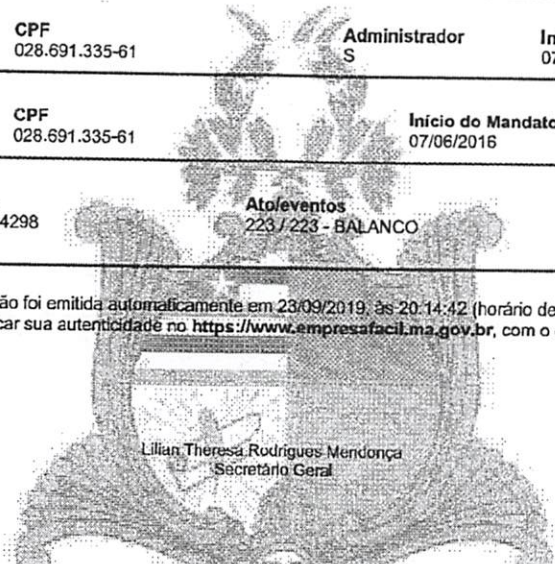 CPF Administrador In
028.691.335-61 S 07
CPF Início do Mandato
028.691.335-61 07/06/2016
Ato/eventos
4298 223 / 223 - BALANCO
ão foi emitida automaticamente em 23/09/2019, às 20:14:42 (horário de
car sua autenticidade no https://www.empresafacil.ma.gov.br, com o
Lilian Theresa Rodrigues Mendonça
Secretário Geral